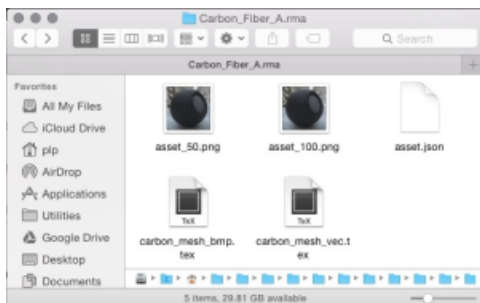 Carbon_Fiber_A.rma
Search
Carbon_Fiber_A.rma
+
Favorites
All My Files
iCloud Drive
plp
AirDrop
Applications
Utilities
Google Drive
Desktop
Documents
asset_50.png
asset_100.png
asset.json
TeX
TeX
carbon_mesh_bmp.
tex
carbon_mesh_vec.t
ex
5 items, 29.81 GB available